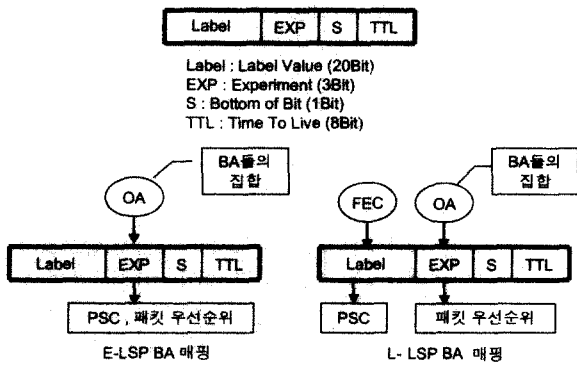 Label EXP S TTL
Label : Label Value (20Bit)
EXP : Experiment (3Bit)
S : Bottom of Bit (1Bit)
TTL : Time To Live (8Bit)
BA들의
집합
OA
Label EXP S TTL
PSC , 패킷 우선순위
E-LSP BA 매핑
BA들의
집합
FEC
OA
Label EXP S TTL
PSC
패킷 우선순위
L- LSP BA 매핑